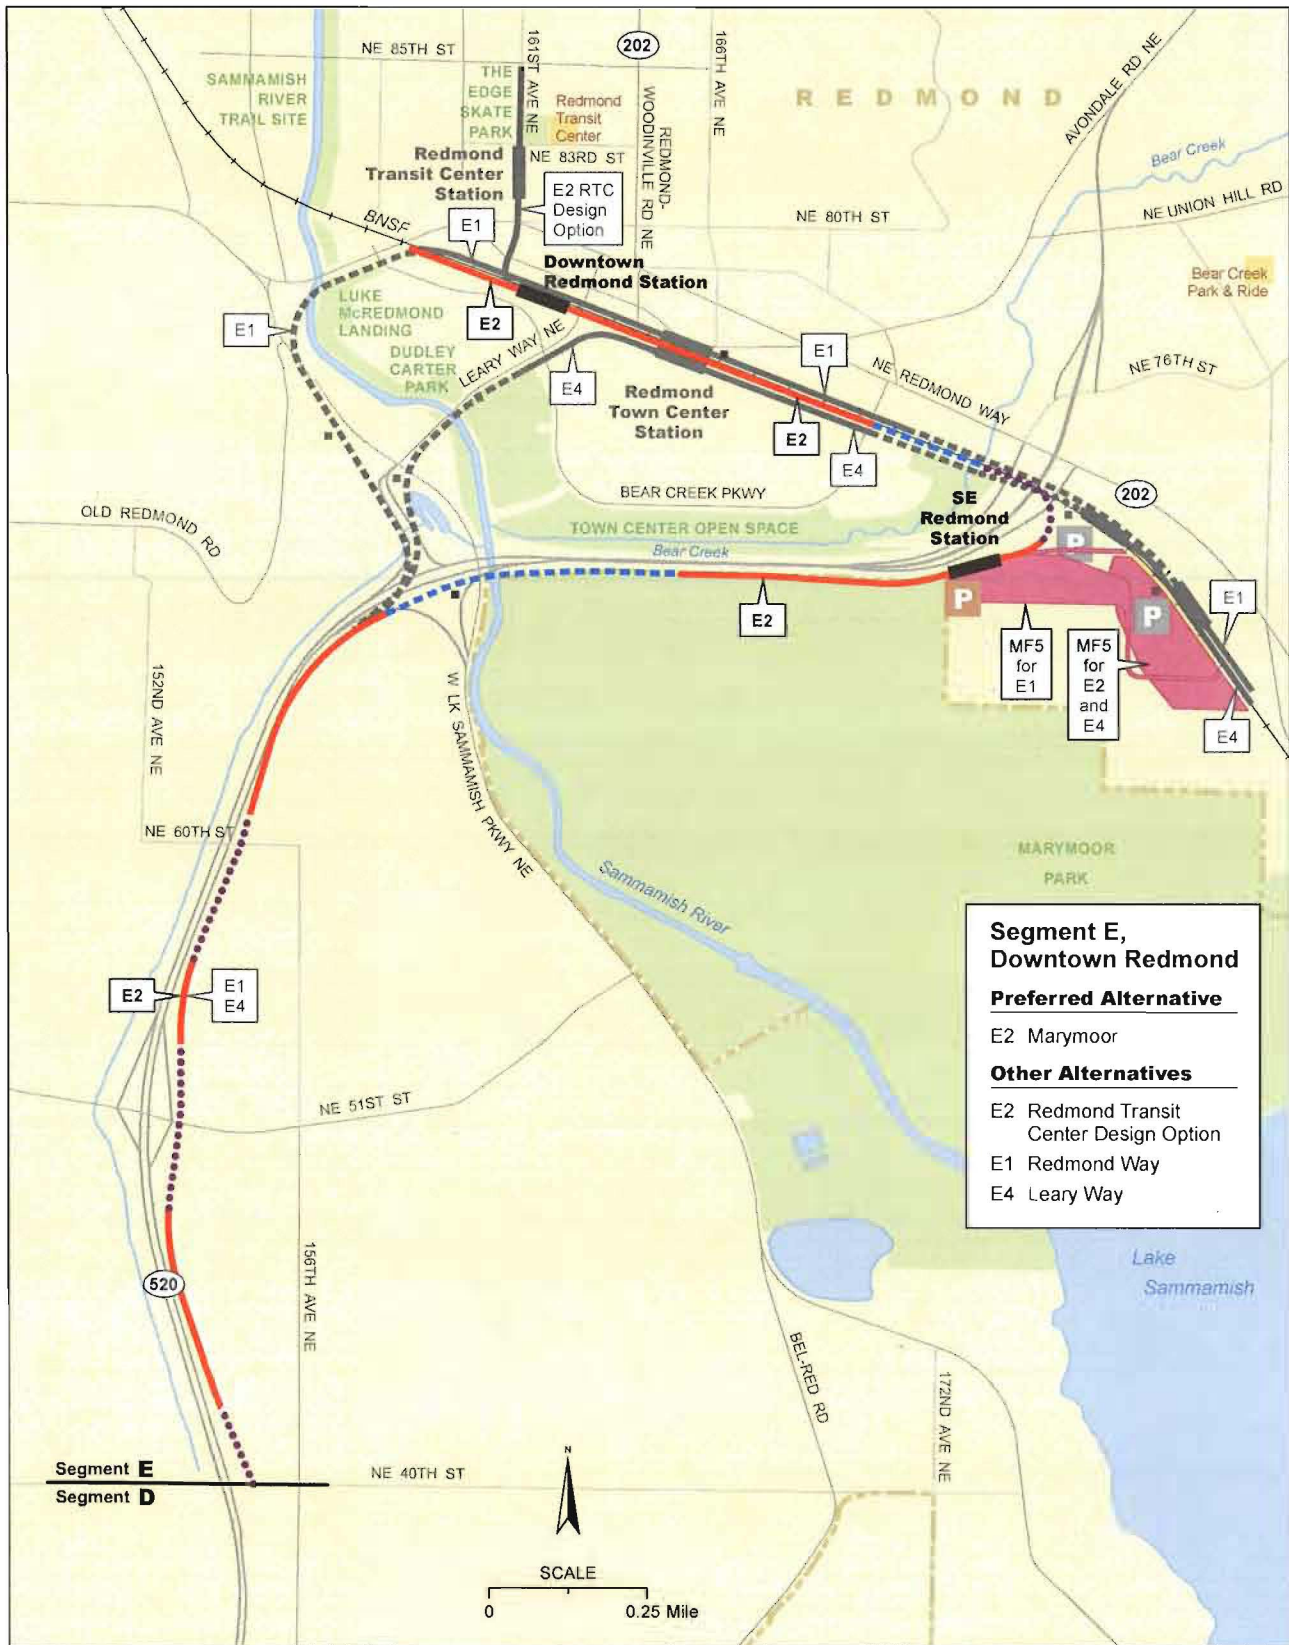 NE 85TH ST
161ST AVE NE
202
166TH AVE NE
AVONDALE RD NE
SAMMAMISH
RIVER
TRAIL SITE
THE
EDGE
SKATE
PARK
Redmond
Transit
Center
REDMOND-
WOODINVILLE RD NE
REDMOND
Bear Creek
Redmond
Transit Center
Station
NE 83RD ST
E2 RTC
Design
Option
NE 80TH ST
NE UNION HILL RD
BNSF
E1
Downtown
Redmond Station
Bear Creek
Park & Ride
LUKE
McREDMOND
LANDING
E1
E2
DUDLEY
CARTER
PARK
LEARY WAY NE
E4
E1
NE REDMOND WAY
NE 76TH ST
Redmond
Town Center
Station
E2
E4
BEAR CREEK PKWY
202
OLD REDMOND RD
TOWN CENTER OPEN SPACE
Bear Creek
SE
Redmond
Station
P
P
P
E2
E1
MF5
for
E1
MF5
for
E2
and
E4
E4
152ND AVE NE
W LK SAMMAMISH PKWY NE
NE 60TH ST
MARYMOOR
PARK
Sammamish River
E2
E1
E4
NE 51ST ST
Segment E,
Downtown Redmond
Preferred Alternative
E2 Marymoor
Other Alternatives
E2 Redmond Transit
Center Design Option
E1 Redmond Way
E4 Leary Way
156TH AVE NE
520
Lake
Sammamish
BEL-RED RD
172ND AVE NE
Segment E
Segment D
NE 40TH ST
N
SCALE
0 0.25 Mile